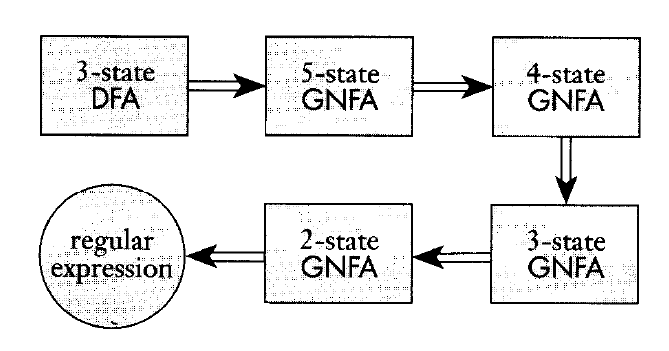 3-state
DFA
5-state
GNFA
4-state
GNFA
3-state
GNFA
2-state
GNFA
regular
expression